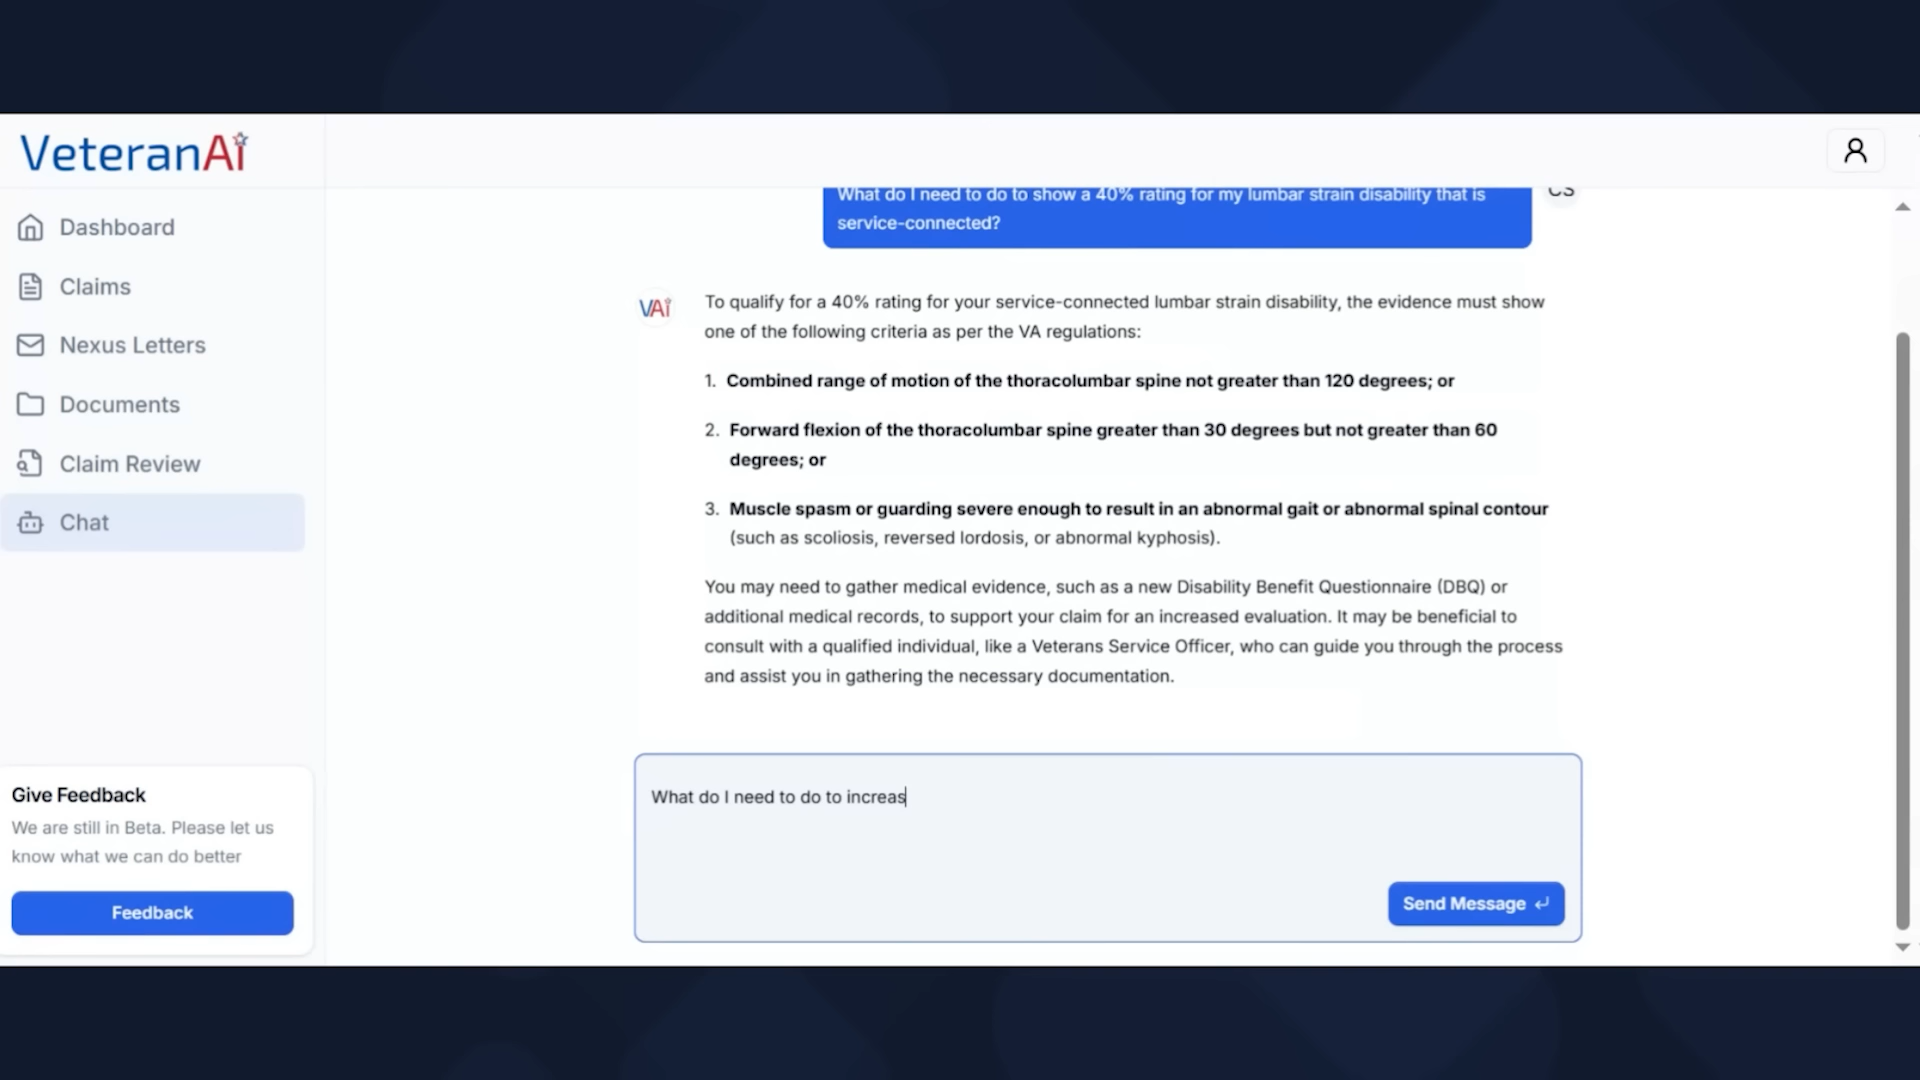 VeteranAi
Dashboard
Claims
Nexus Letters
Documents
Claim Review
Chat
Give Feedback
We are still in Beta. Please let us
know what we can do better
Feedback
What do I need to do to show a 40% rating for my lumbar strain disability that is
service-connected?
CS
VAi
To qualify for a 40% rating for your service-connected lumbar strain disability, the evidence must show
one of the following criteria as per the VA regulations:
1. Combined range of motion of the thoracolumbar spine not greater than 120 degrees; or
2. Forward flexion of the thoracolumbar spine greater than 30 degrees but not greater than 60
degrees; or
3. Muscle spasm or guarding severe enough to result in an abnormal gait or abnormal spinal contour
(such as scoliosis, reversed lordosis, or abnormal kyphosis).
You may need to gather medical evidence, such as a new Disability Benefit Questionnaire (DBQ) or
additional medical records, to support your claim for an increased evaluation. It may be beneficial to
consult with a qualified individual, like a Veterans Service Officer, who can guide you through the process
and assist you in gathering the necessary documentation.
What do I need to do to increas
Send Message